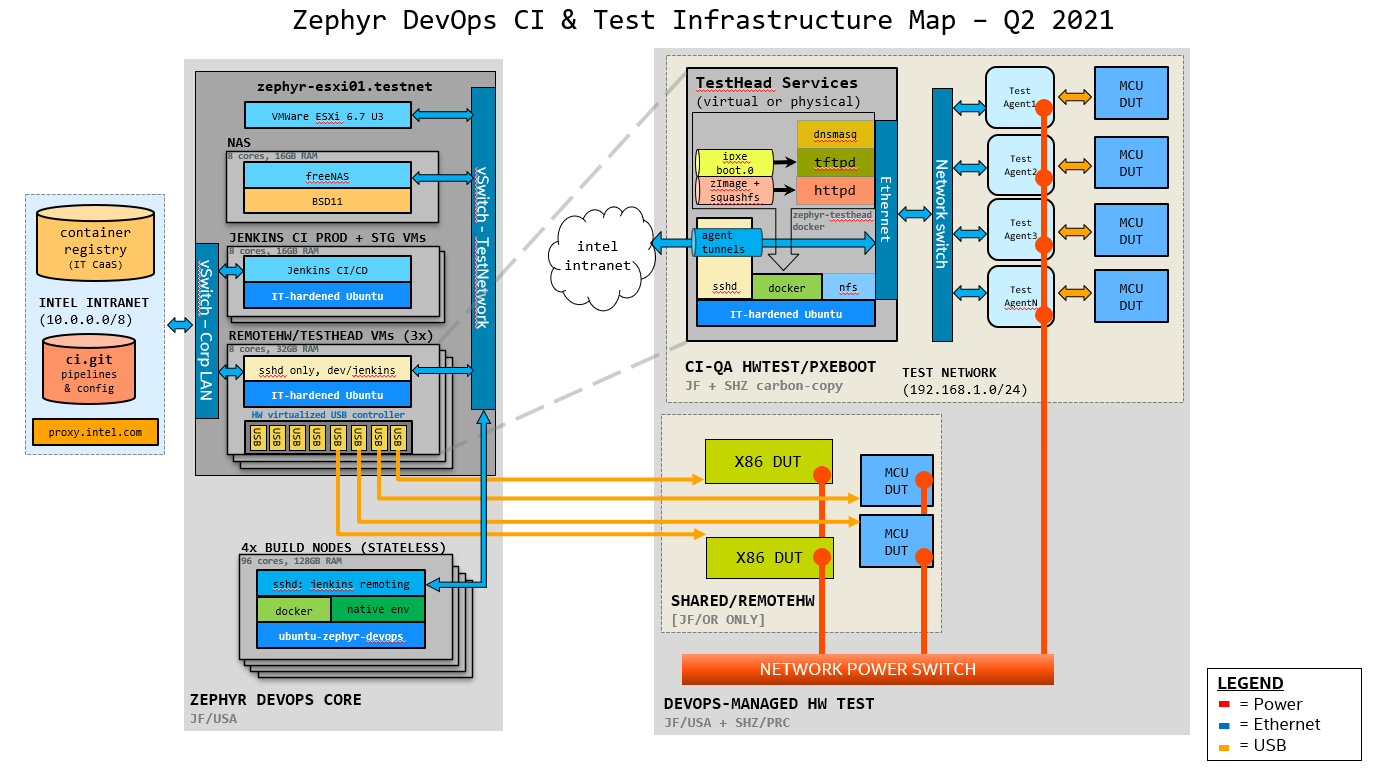 Zephyr DevOps CI & Test Infrastructure Map – Q2 2021
container
registry
(IT CaaS)
INTEL INTRANET
(10.0.0.0/8)
ci.git
pipelines
& config
proxy.intel.com
zephyr-esxi01.testnet
VMWare ESXi 6.7 U3
NAS
8 cores, 16GB RAM
freeNAS
BSD11
JENKINS CI PROD + STG VMs
8 cores, 16GB RAM
Jenkins CI/CD
IT-hardened Ubuntu
REMOTEHW/TESTHEAD VMs (3x)
8 cores, 32GB RAM
sshd only, dev/jenkins
IT-hardened Ubuntu
HW virtualized USB controller
USB
USB
USB
USB
USB
USB
USB
USB
vSwitch – Corp LAN
vSwitch - TestNetwork
4x BUILD NODES (STATELESS)
96 cores, 128GB RAM
sshd: jenkins remoting
docker
native env
ubuntu-zephyr-devops
ZEPHYR DEVOPS CORE
JF/USA
intel
intranet
TestHead Services
(virtual or physical)
dnsmasq
ipxe
boot.0
tftpd
zImage +
squashfs
httpd
zephyr-testhead
docker
agent
tunnels
sshd
docker
nfs
IT-hardened Ubuntu
Ethernet
Network switch
Test
Agent1
MCU
DUT
Test
Agent2
MCU
DUT
Test
Agent3
MCU
DUT
Test
AgentN
MCU
DUT
CI-QA HWTEST/PXEBOOT
JF + SHZ carbon-copy
TEST NETWORK
(192.168.1.0/24)
X86 DUT
MCU
DUT
MCU
DUT
X86 DUT
SHARED/REMOTEHW
[JF/OR ONLY]
NETWORK POWER SWITCH
DEVOPS-MANAGED HW TEST
JF/USA + SHZ/PRC
LEGEND
= Power
= Ethernet
= USB